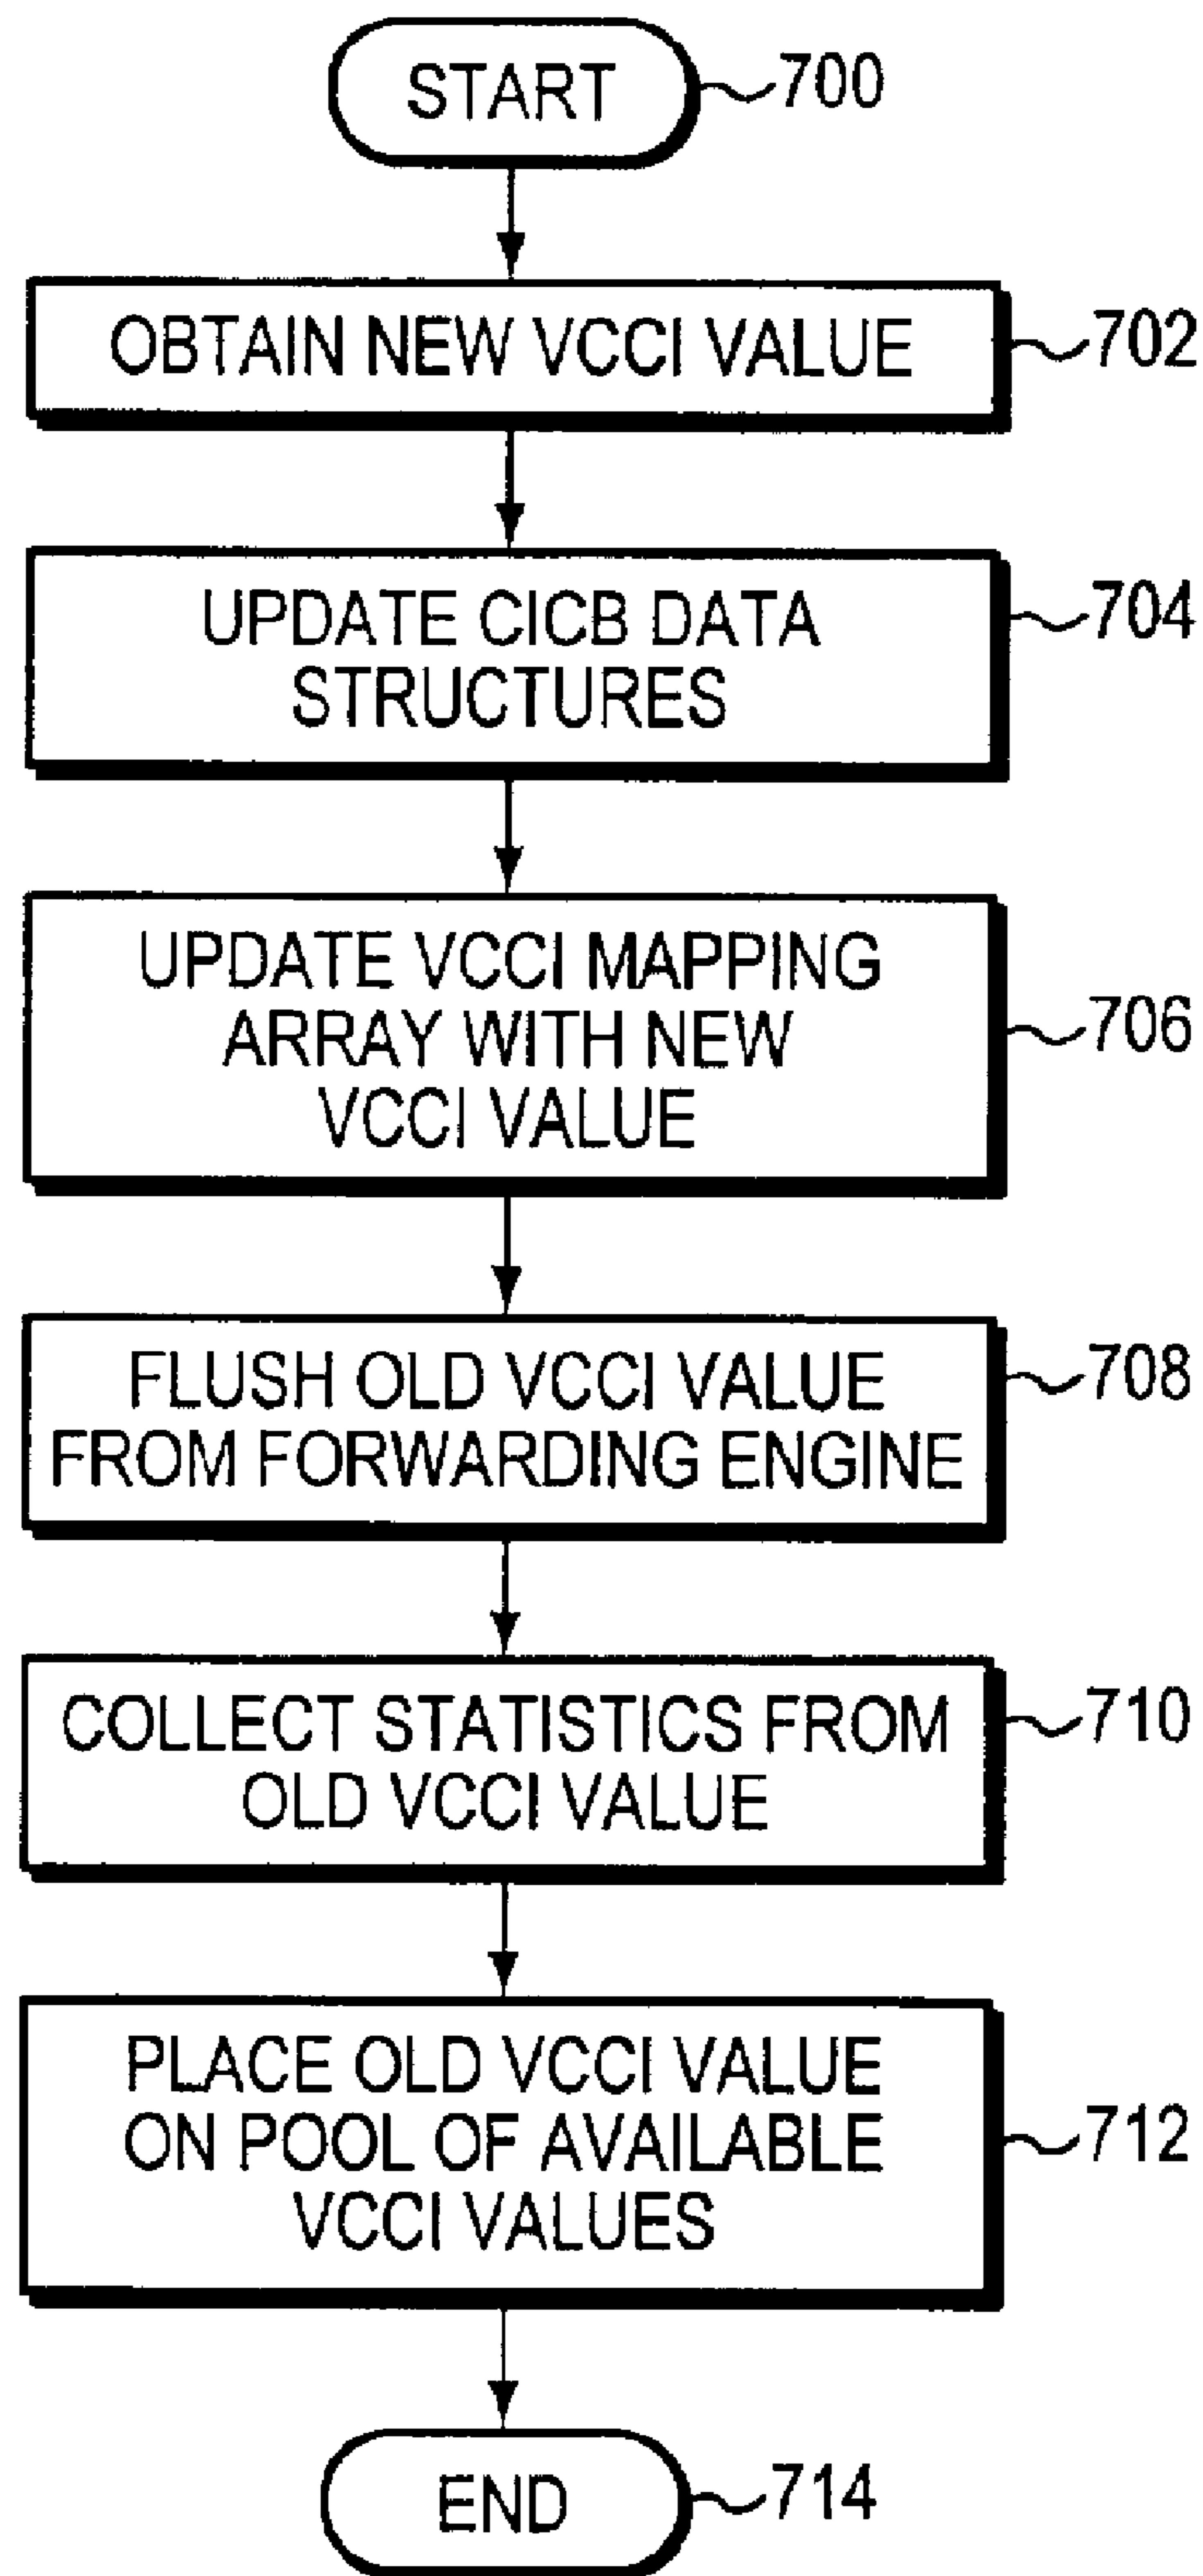 START
700
OBTAIN NEW VCCI VALUE
702
UPDATE CICB DATA
STRUCTURES
704
UPDATE VCCI MAPPING
ARRAY WITH NEW
VCCI VALUE
706
FLUSH OLD VCCI VALUE
FROM FORWARDING ENGINE
708
COLLECT STATISTICS FROM
OLD VCCI VALUE
710
PLACE OLD VCCI VALUE
ON POOL OF AVAILABLE
VCCI VALUES
712
END
714